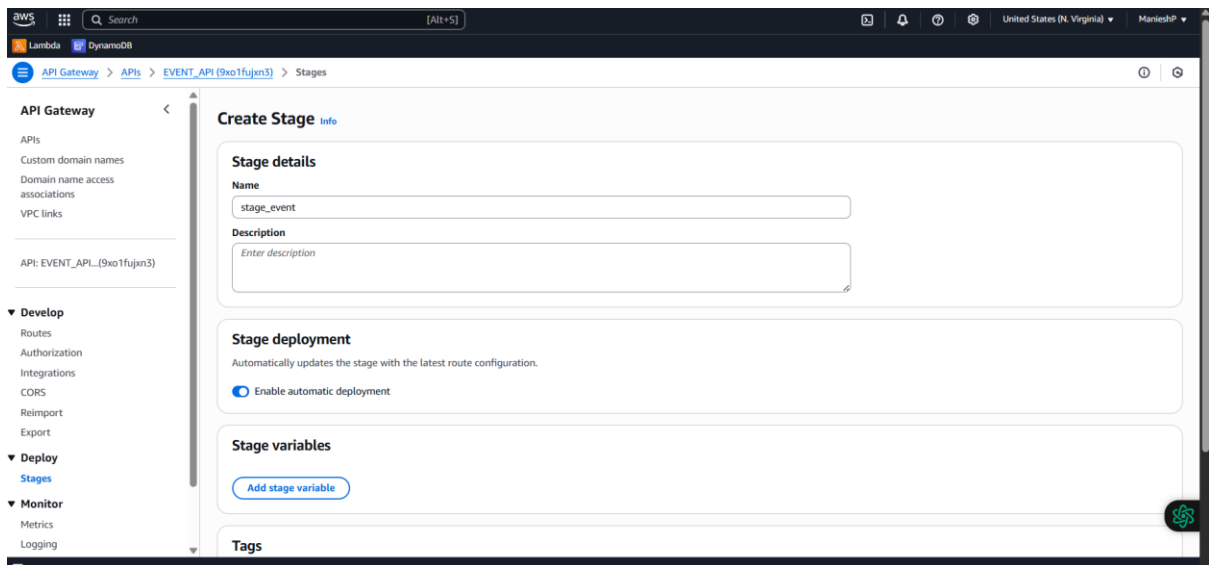 aws
Search [Alt+S]
United States (N. Virginia)
ManieshP
Lambda
DynamoDB
API Gateway > APIs > EVENT_API (9xo1fujxn3) > Stages
API Gateway
APIs
Custom domain names
Domain name access
associations
VPC links
API: EVENT_API...(9xo1fujxn3)
Develop
Routes
Authorization
Integrations
CORS
Reimport
Export
Deploy
Stages
Monitor
Metrics
Logging
Create Stage Info
Stage details
Name
stage_event
Description
Enter description
Stage deployment
Automatically updates the stage with the latest route configuration.
Enable automatic deployment
Stage variables
Add stage variable
Tags